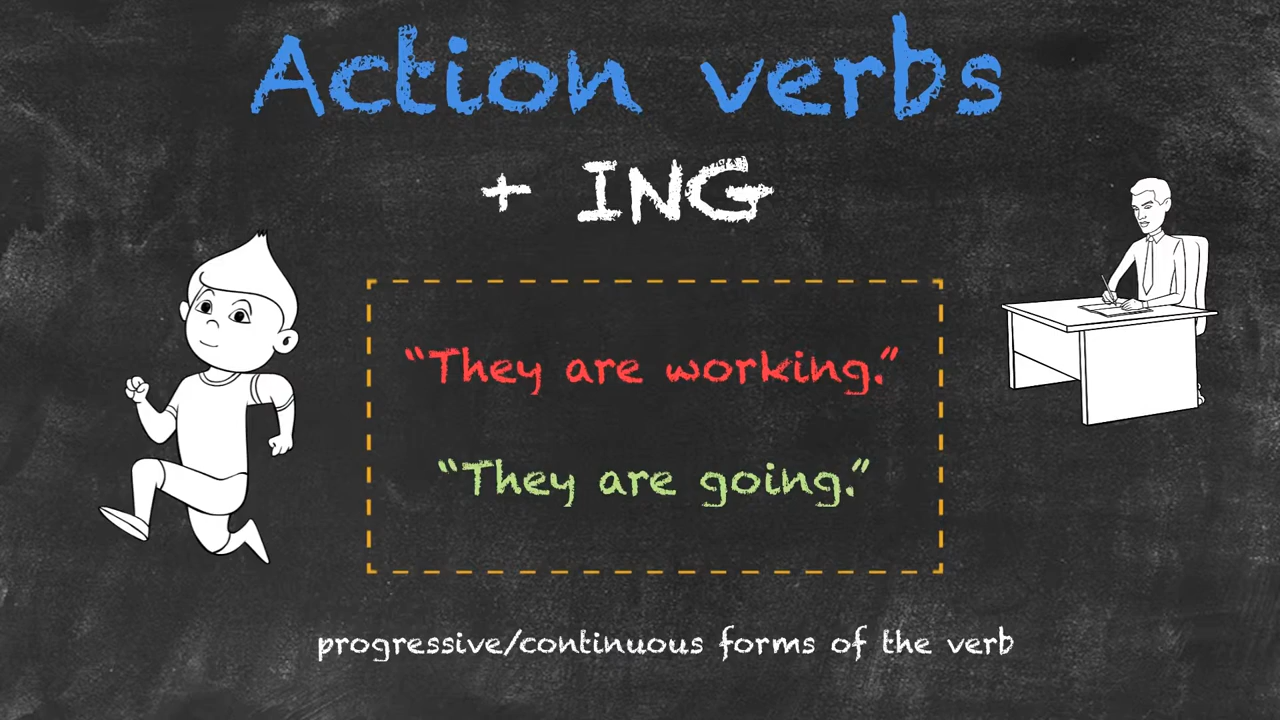 Action verbs
+ ING
“They are working.”
“They are going.”
progressive/continuous forms of the verb